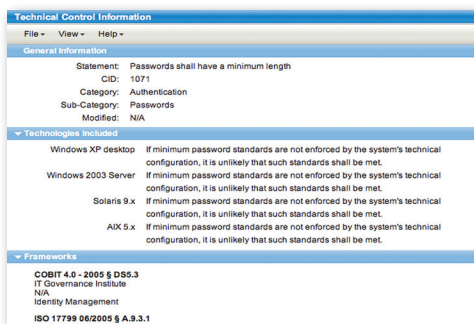 Technical Control Information
File View Help
General Information
Statement: Passwords shall have a minimum length
CID: 1071
Category: Authentication
Sub-Category: Passwords
Modified: N/A
Technologies Included
Windows XP desktop If minimum password standards are not enforced by the system's technical
configuration, it is unlikely that such standards shall be met.
Windows 2003 Server If minimum password standards are not enforced by the system's technical
configuration, it is unlikely that such standards shall be met.
Solaris 9.x If minimum password standards are not enforced by the system's technical
configuration, it is unlikely that such standards shall be met.
AIX 5.x If minimum password standards are not enforced by the system's technical
configuration, it is unlikely that such standards shall be met.
Frameworks
COBIT 4.0 - 2005 § DS5.3
IT Governance Institute
N/A
Identity Management
ISO 17799 06/2005 § A.9.3.1